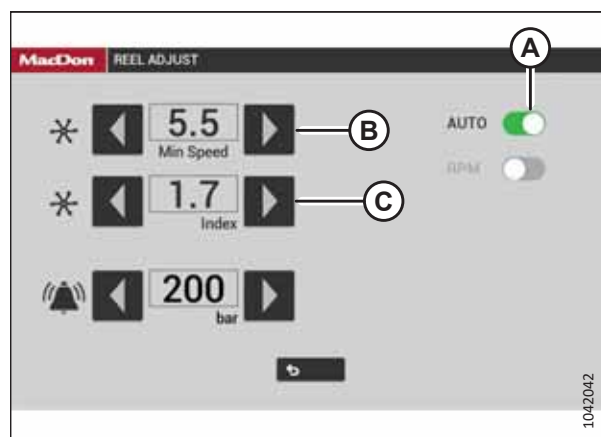 MacDon REEL ADJUST
A
5.5
Min Speed
B
AUTO
RPM
1.7
Index
C
200
bar
1042042